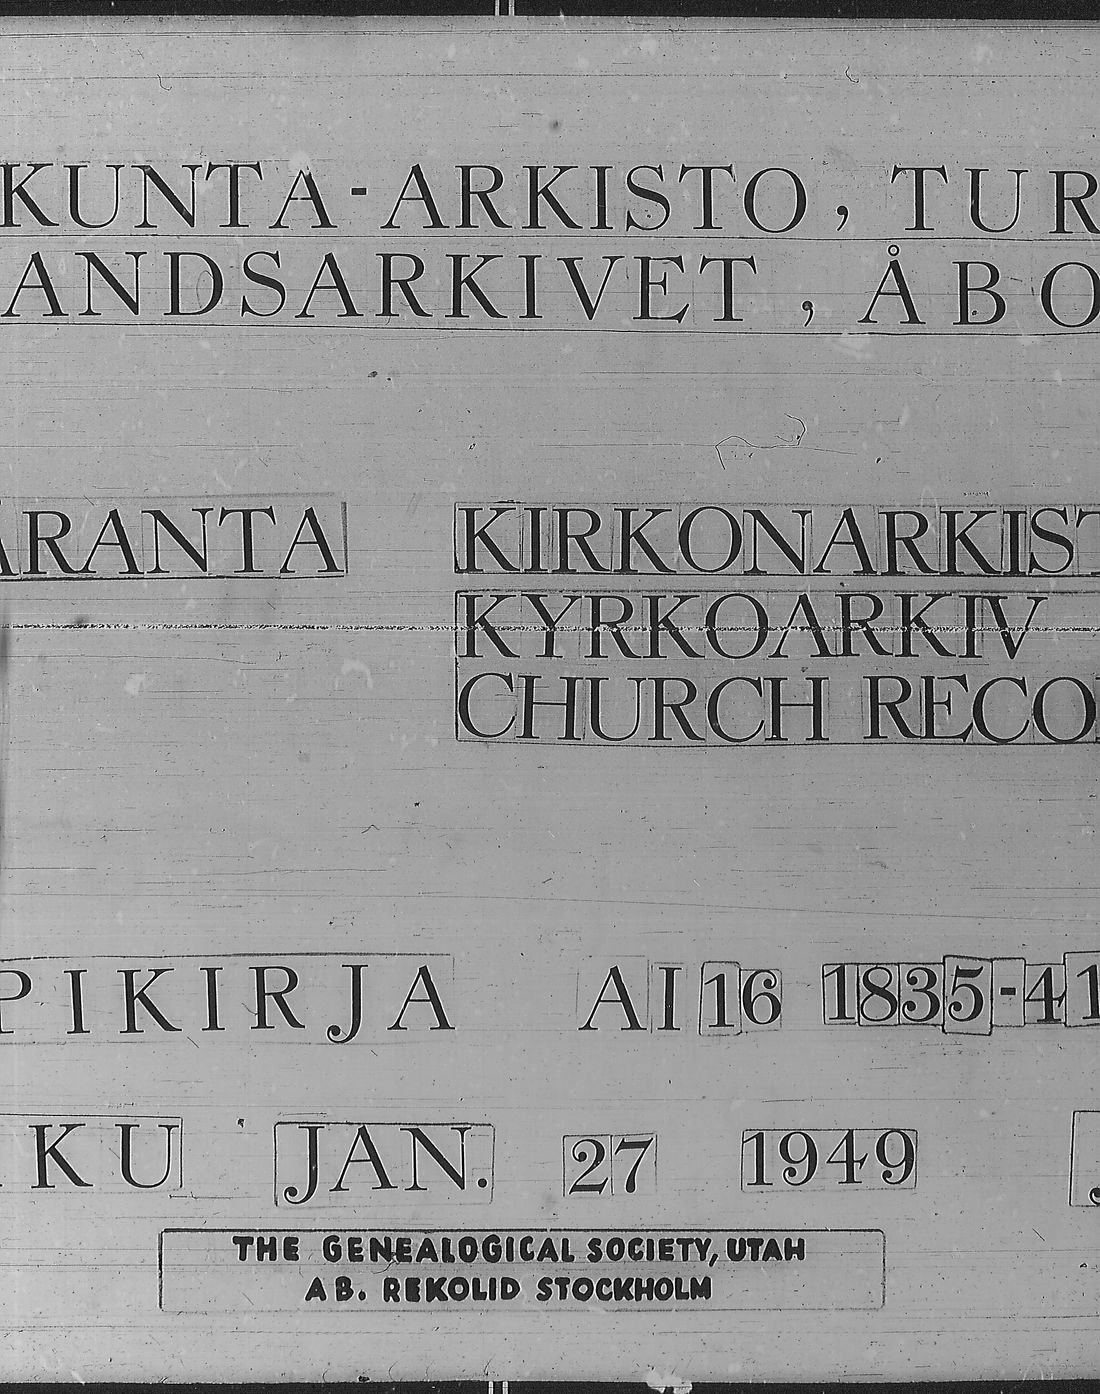 KUNTA-ARKISTO, TUR
ANDSARKIVET, ÅBO
ARANTA KIRKONARKIST
KYRKOARKIV
CHURCH RECO
PIKIRJA AI 16 1835-41
KU JAN. 27 1949
THE GENEALOGICAL SOCIETY, UTAH
AB. REKOLID STOCKHOLM